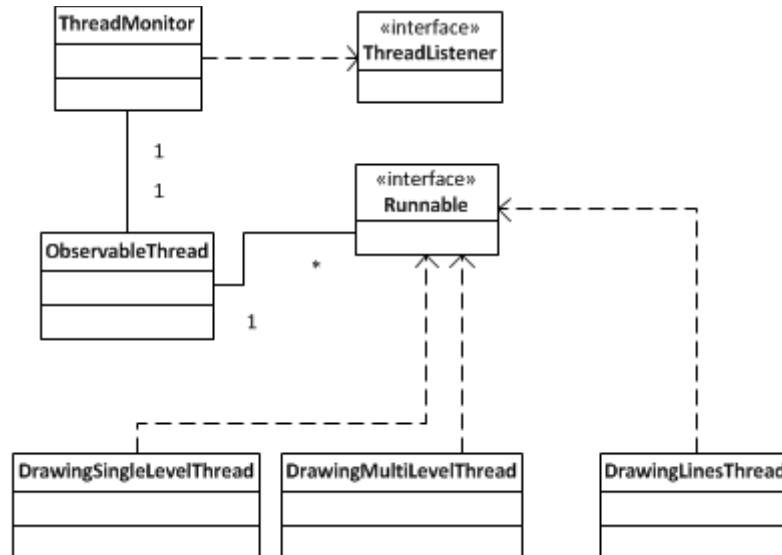 ThreadMonitor
«interface»
ThreadListener
1
1
«interface»
Runnable
ObservableThread
*
1
DrawingSingleLevelThread
DrawingMultiLevelThread
DrawingLinesThread